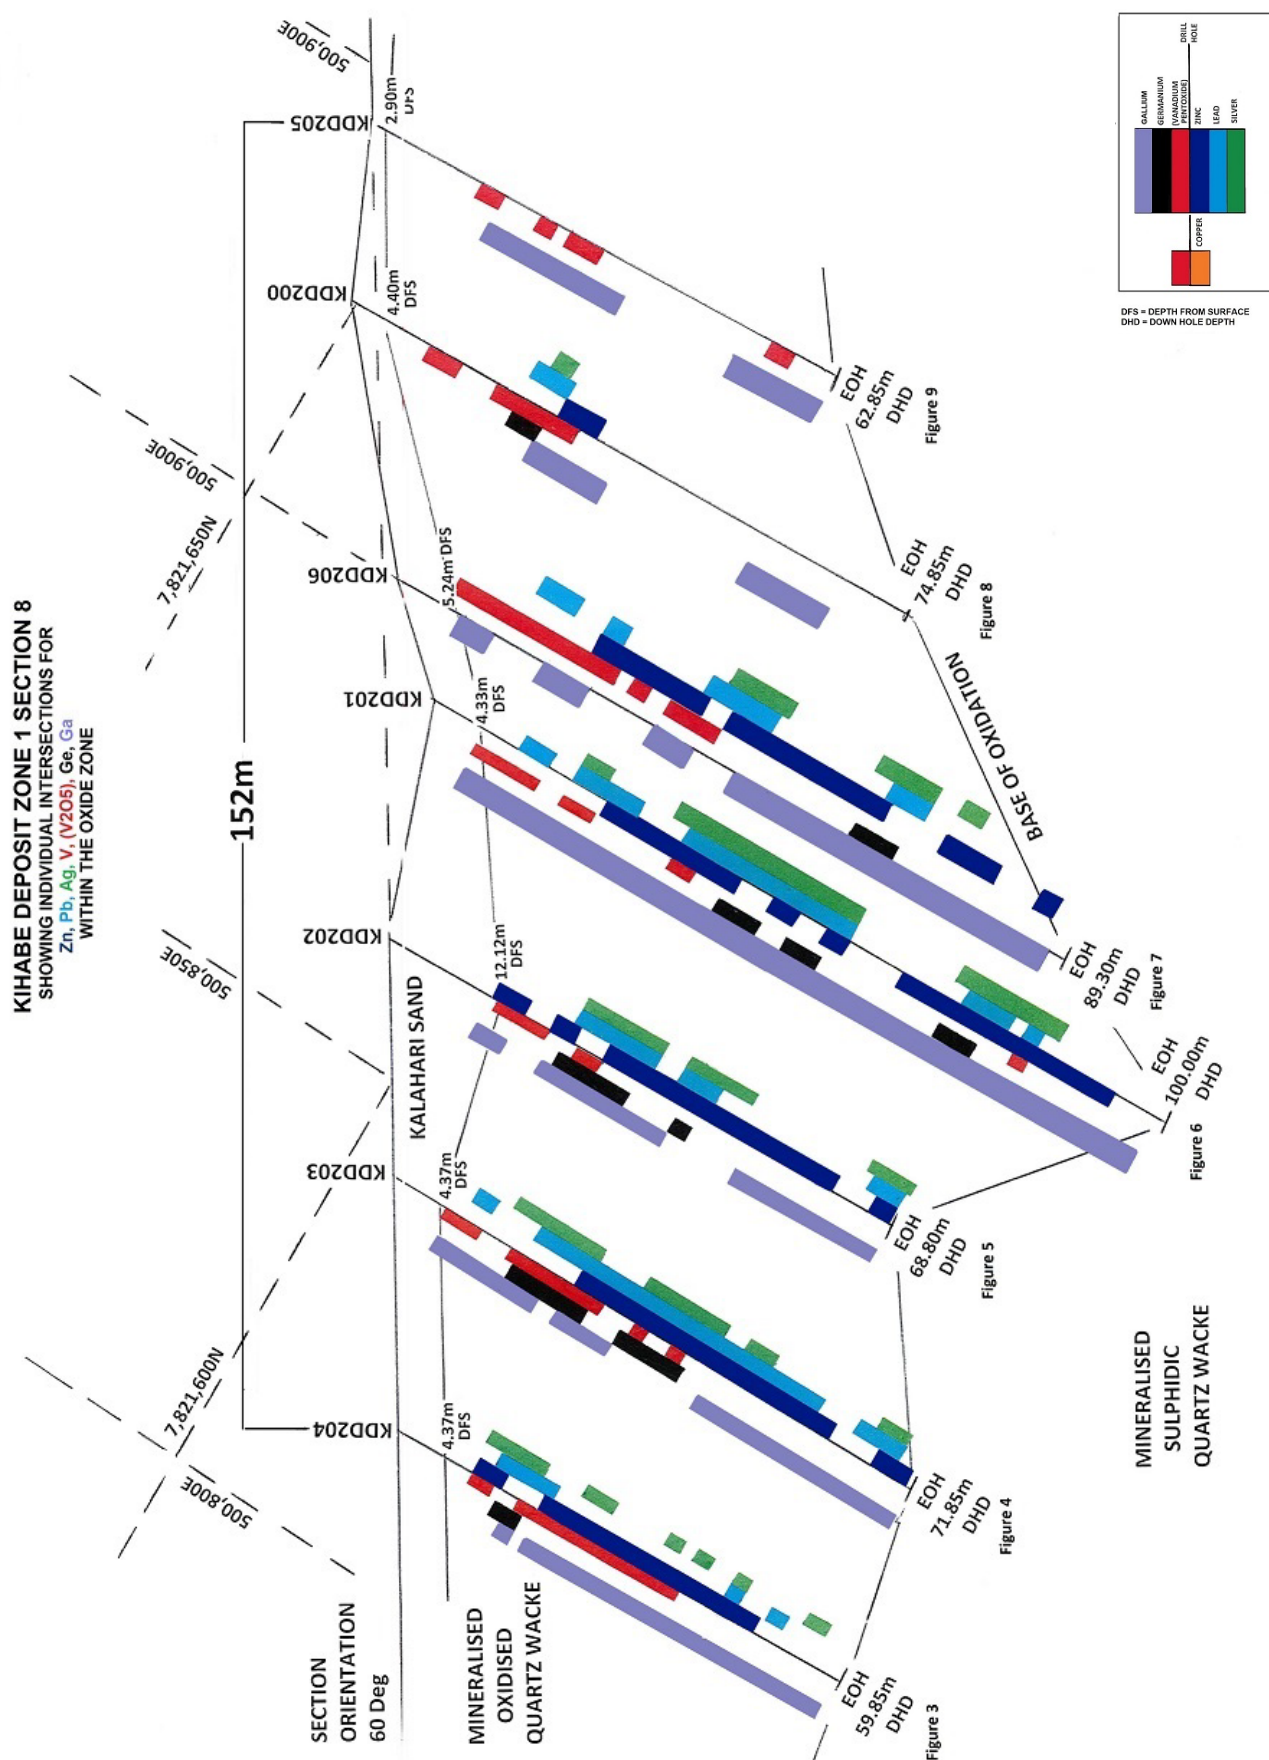 KIHABE DEPOSIT ZONE 1 SECTION 8
SHOWING INDIVIDUAL INTERSECTIONS FOR
Zn, Pb, Ag, V, (V2O5), Ge, Ga
WITHIN THE OXIDE ZONE
152m
500,800E
7,821,600N
500,850E
7,821,650N
500,900E
500,900E
KDD204
KDD203
KDD202
KDD201
KDD206
KDD200
KDD205
SECTION
ORIENTATION
60 Deg
KALAHARI SAND
4.37m
DFS
4.37m
DFS
12.12m
DFS
4.33m
DFS
5.24m DFS
4.40m
DFS
2.90m
DFS
MINERALISED
OXIDISED
QUARTZ WACKE
BASE OF OXIDATION
EOH
59.85m
DHD
Figure 3
EOH
71.85m
DHD
Figure 4
EOH
68.80m
DHD
Figure 5
EOH
100.00m
DHD
Figure 6
EOH
89.30m
DHD
Figure 7
EOH
74.85m
DHD
Figure 8
EOH
62.85m
DHD
Figure 9
MINERALISED
SULPHIDIC
QUARTZ WACKE
GALLIUM
GERMANIUM
(VANADIUM
PENTOXIDE)
ZINC
LEAD
SILVER
COPPER
DRILL
HOLE
DFS = DEPTH FROM SURFACE
DHD = DOWN HOLE DEPTH